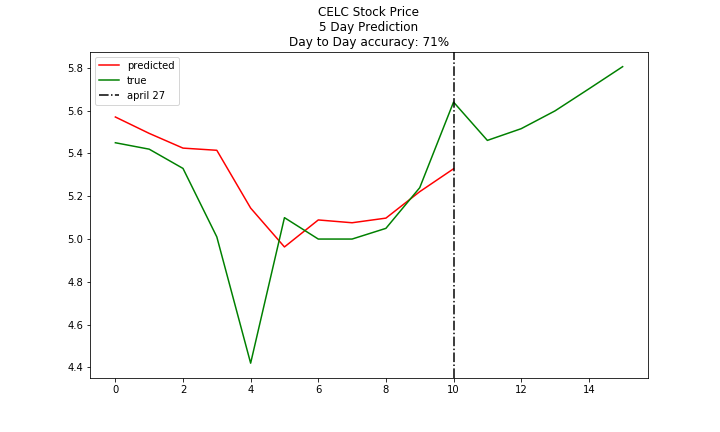 CELC Stock Price
5 Day Prediction
Day to Day accuracy: 71%
predicted
true
april 27
5.8
5.6
5.4
5.2
5.0
4.8
4.6
4.4
0 2 4 6 8 10 12 14